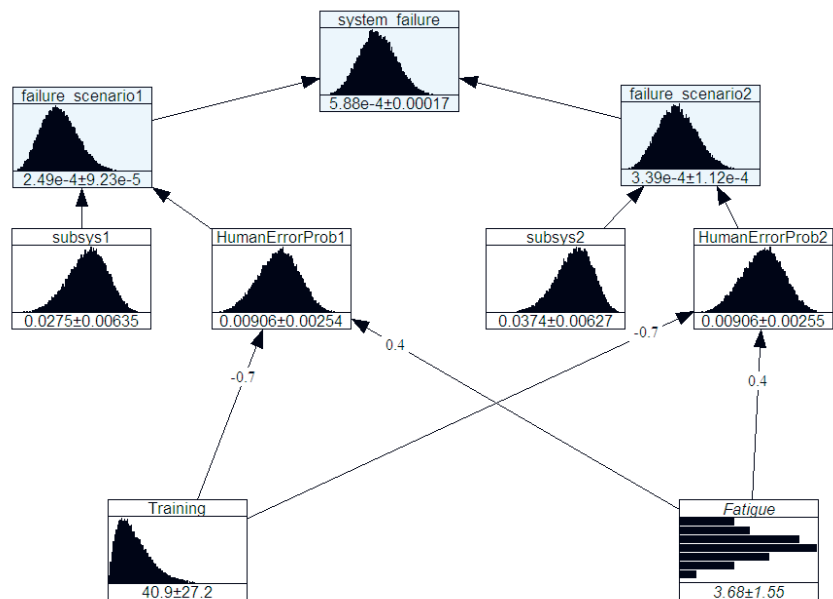 system_failure
5.88e-4±0.00017
failure_scenario1
2.49e-4±9.23e-5
failure_scenario2
3.39e-4±1.12e-4
subsys1
0.0275±0.00635
HumanErrorProb1
0.00906±0.00254
subsys2
0.0374±0.00627
HumanErrorProb2
0.00906±0.00255
-0.7
0.4
-0.7
0.4
Training
40.9±27.2
Fatigue
3.68±1.55